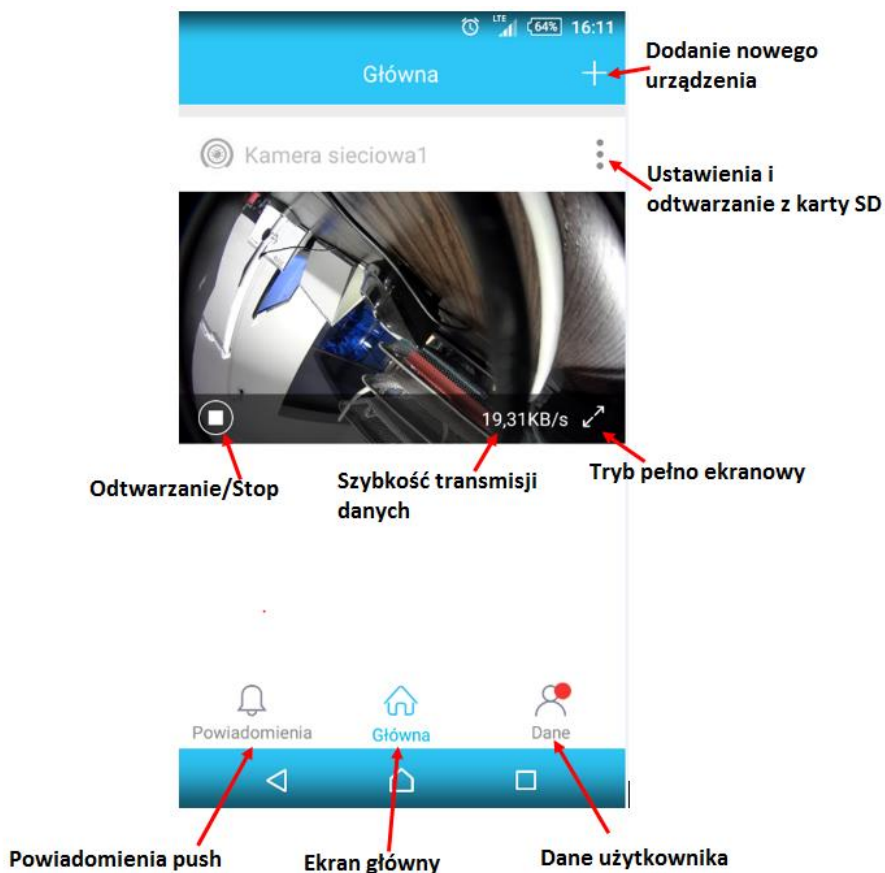 LTE 64% 16:11
Dodanie nowego
urządzenia
Główna
Kamera sieciowa1
Ustawienia i
odtwarzanie z karty SD
19,31KB/s
Odtwarzanie/Stop
Szybkość transmisji
danych
Tryb pełno ekranowy
Powiadomienia
Główna
Dane
Powiadomienia push
Ekran główny
Dane użytkownika